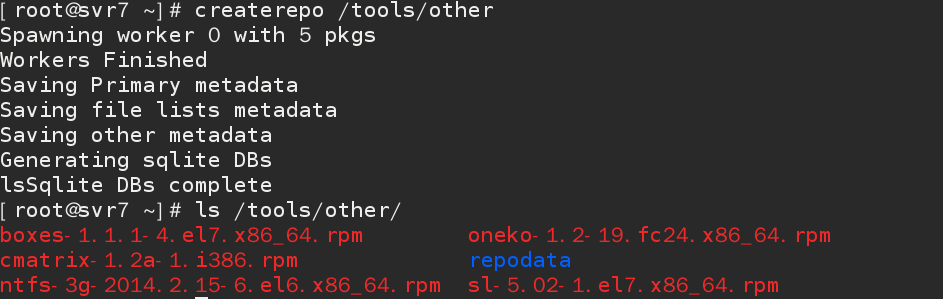 [root@svr7 ~]# createrepo /tools/other
Spawning worker 0 with 5 pkgs
Workers Finished
Saving Primary metadata
Saving file lists metadata
Saving other metadata
Generating sqlite DBs
lsSqlite DBs complete
[root@svr7 ~]# ls /tools/other/
boxes-1.1.1-4.el7.x86_64.rpm oneko-1.2-19.fc24.x86_64.rpm
cmatrix-1.2a-1.i386.rpm repodata
ntfs-3g-2014.2.15-6.el6.x86_64.rpm sl-5.02-1.el7.x86_64.rpm